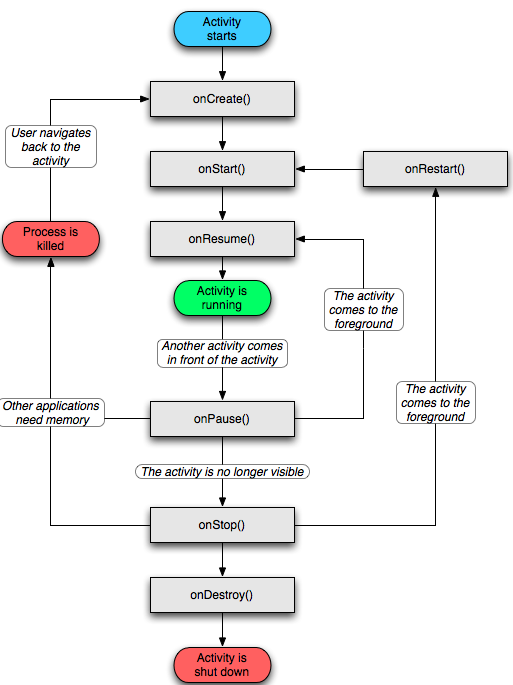 Activity
starts
onCreate()
User navigates
back to the
activity
onStart()
onRestart()
Process is
killed
onResume()
Activity is
running
The activity
comes to the
foreground
Another activity comes
in front of the activity
Other applications
need memory
onPause()
The activity
comes to the
foreground
The activity is no longer visible
onStop()
onDestroy()
Activity is
shut down